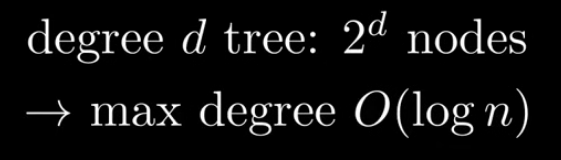 degree d tree: 2^d nodes
→ max degree O(log n)